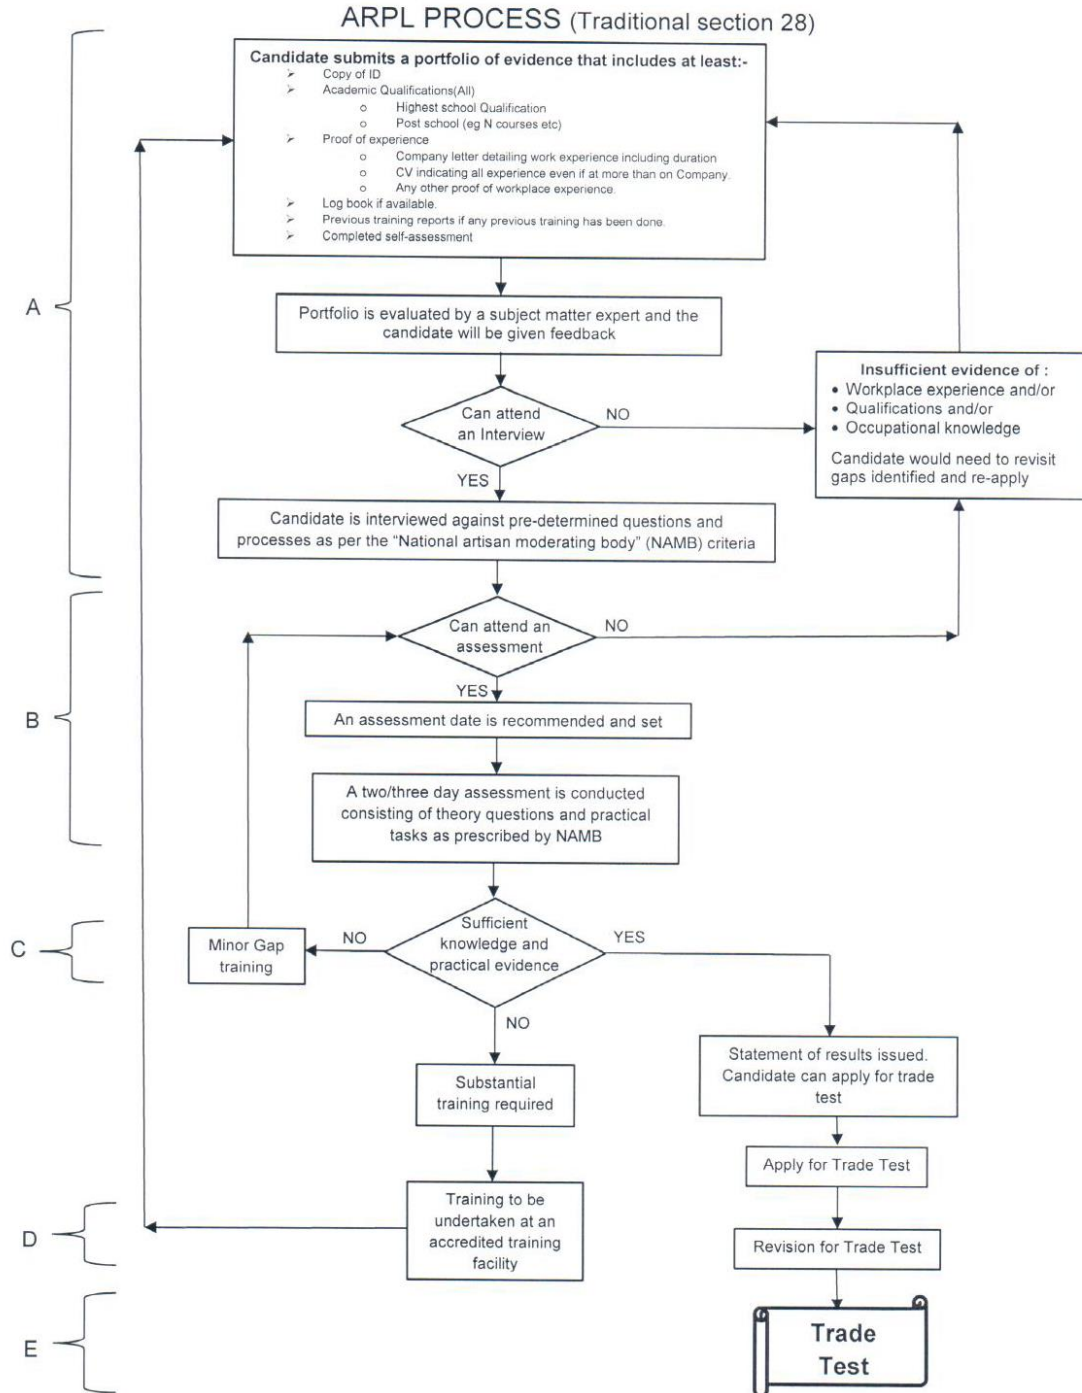 ARPL PROCESS (Traditional section 28)
Candidate submits a portfolio of evidence that includes at least:-
➢ Copy of ID
➢ Academic Qualifications(All)
o Highest school Qualification
o Post school (eg N courses etc)
➢ Proof of experience
o Company letter detailing work experience including duration
o CV indicating all experience even if at more than on Company.
o Any other proof of workplace experience.
➢ Log book if available.
➢ Previous training reports if any previous training has been done.
➢ Completed self-assessment
A
Portfolio is evaluated by a subject matter expert and the
candidate will be given feedback
Can attend
an Interview
NO
YES
Insufficient evidence of :
• Workplace experience and/or
• Qualifications and/or
• Occupational knowledge
Candidate would need to revisit
gaps identified and re-apply
Candidate is interviewed against pre-determined questions and
processes as per the "National artisan moderating body" (NAMB) criteria
B
Can attend an
assessment
NO
YES
An assessment date is recommended and set
A two/three day assessment is conducted
consisting of theory questions and practical
tasks as prescribed by NAMB
C
Minor Gap
training
NO
Sufficient
knowledge and
practical evidence
YES
NO
Substantial
training required
Statement of results issued.
Candidate can apply for trade
test
Apply for Trade Test
D
Training to be
undertaken at an
accredited training
facility
Revision for Trade Test
E
Trade
Test